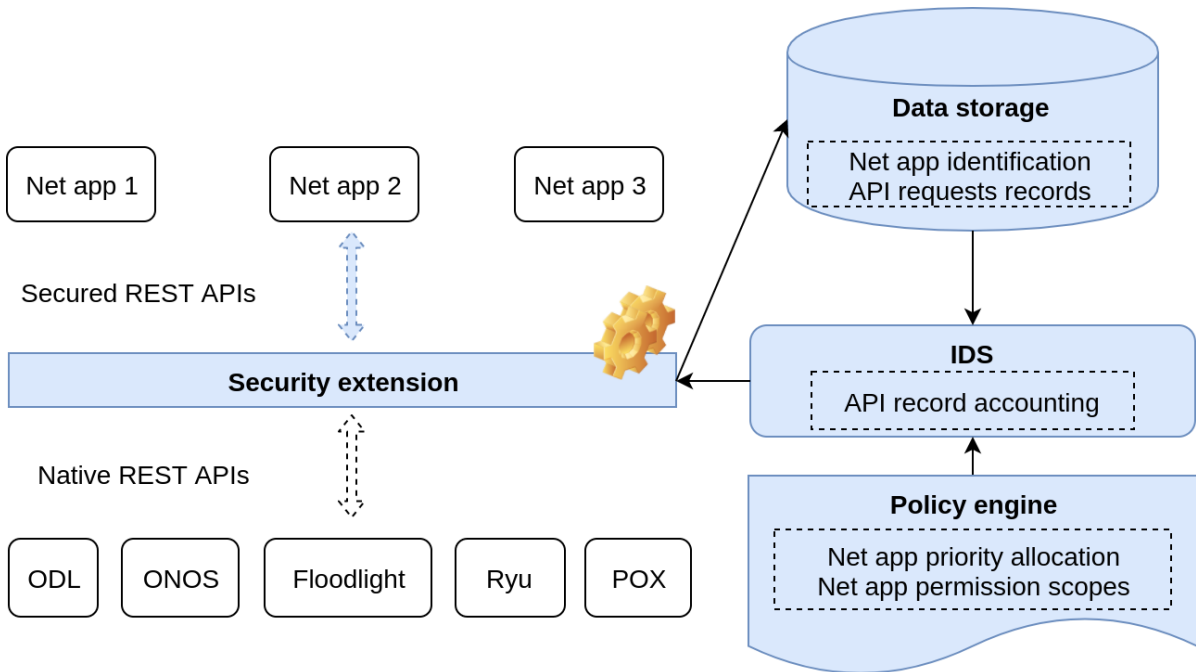 Data storage
Net app identification
API requests records
Net app 1
Net app 2
Net app 3
Secured REST APIs
Security extension
IDS
API record accounting
Native REST APIs
Policy engine
Net app priority allocation
Net app permission scopes
ODL
ONOS
Floodlight
Ryu
POX